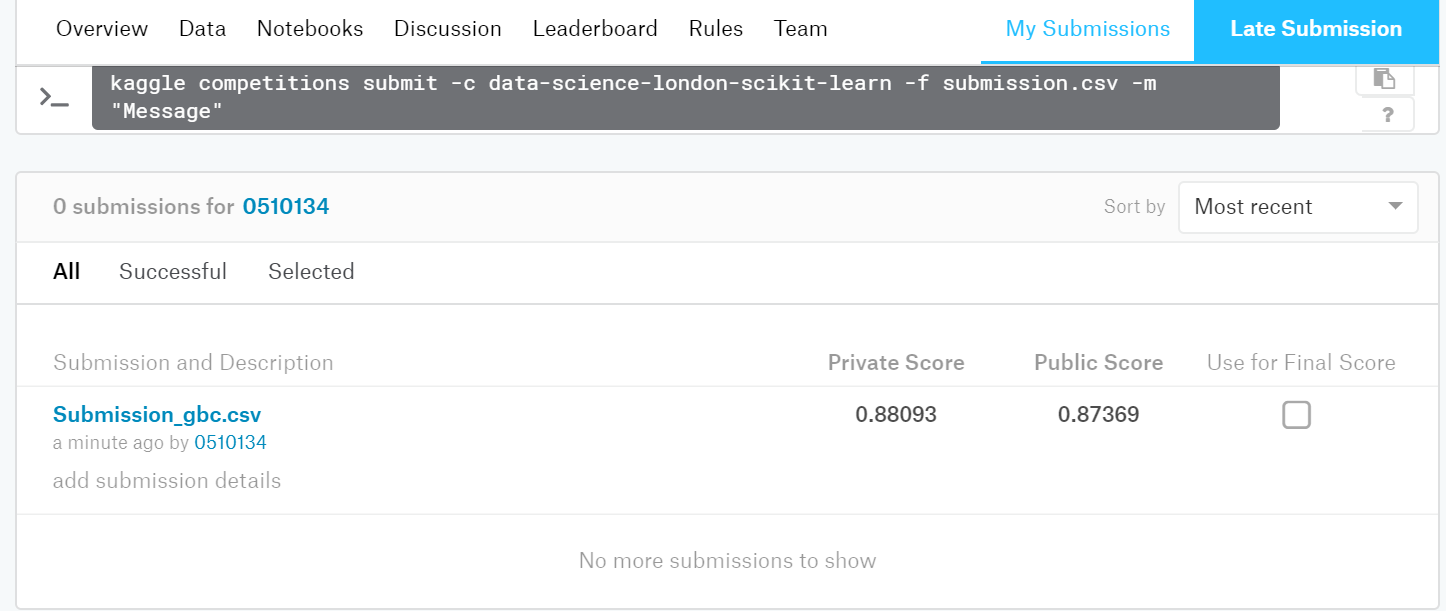 Overview Data Notebooks Discussion Leaderboard Rules Team My Submissions Late Submission
kaggle competitions submit -c data-science-london-scikit-learn -f submission.csv -m
"Message"
?
0 submissions for 0510134 Sort by Most recent
All Successful Selected
Submission and Description Private Score Public Score Use for Final Score
Submission_gbc.csv 0.88093 0.87369
a minute ago by 0510134
add submission details
No more submissions to show